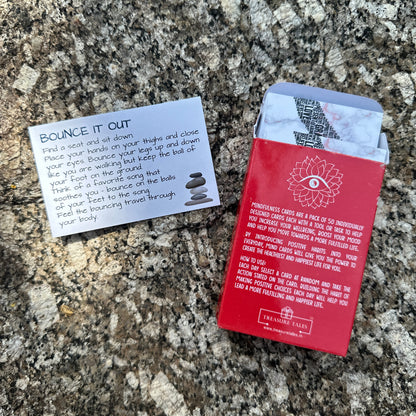 BOUNCE IT OUT
Find a seat and sit down
Place your hands on your thighs and close
your eyes. Bounce your legs up and down
like you are walking but keep the ball of
your foot on the ground
Think of a favorite song that
soothes you - bounce on the balls
of your feet to the song.
Feel the bouncing travel through
your body.
MINDFULNESS CARDS ARE A PACK OF 50 INDIVIDUALLY
DESIGNED CARDS EACH WITH A TOOL OR IDEA TO HELP
YOU INCREASE YOUR WELLBEING, BOOST YOUR MOOD
AND HELP YOU MOVE TOWARDS A MORE FULFILLED LIFE.
BY INTRODUCING POSITIVE HABITS INTO YOUR
EVERYDAY, MIND CARDS WILL GIVE YOU THE POWER TO
CREATE THE HEALTHIEST AND HAPPIEST LIFE FOR YOU.
HOW TO USE:
EACH DAY SELECT A CARD AT RANDOM AND TAKE THE
ACTION STATED ON THE CARD. BUILDING THE HABIT OF
MAKING POSITIVE CHOICES EACH DAY WILL HELP YOU
LEAD A MORE FULFILLING AND HAPPIER LIFE.
TREASURE TALES
www.treasuretales.in